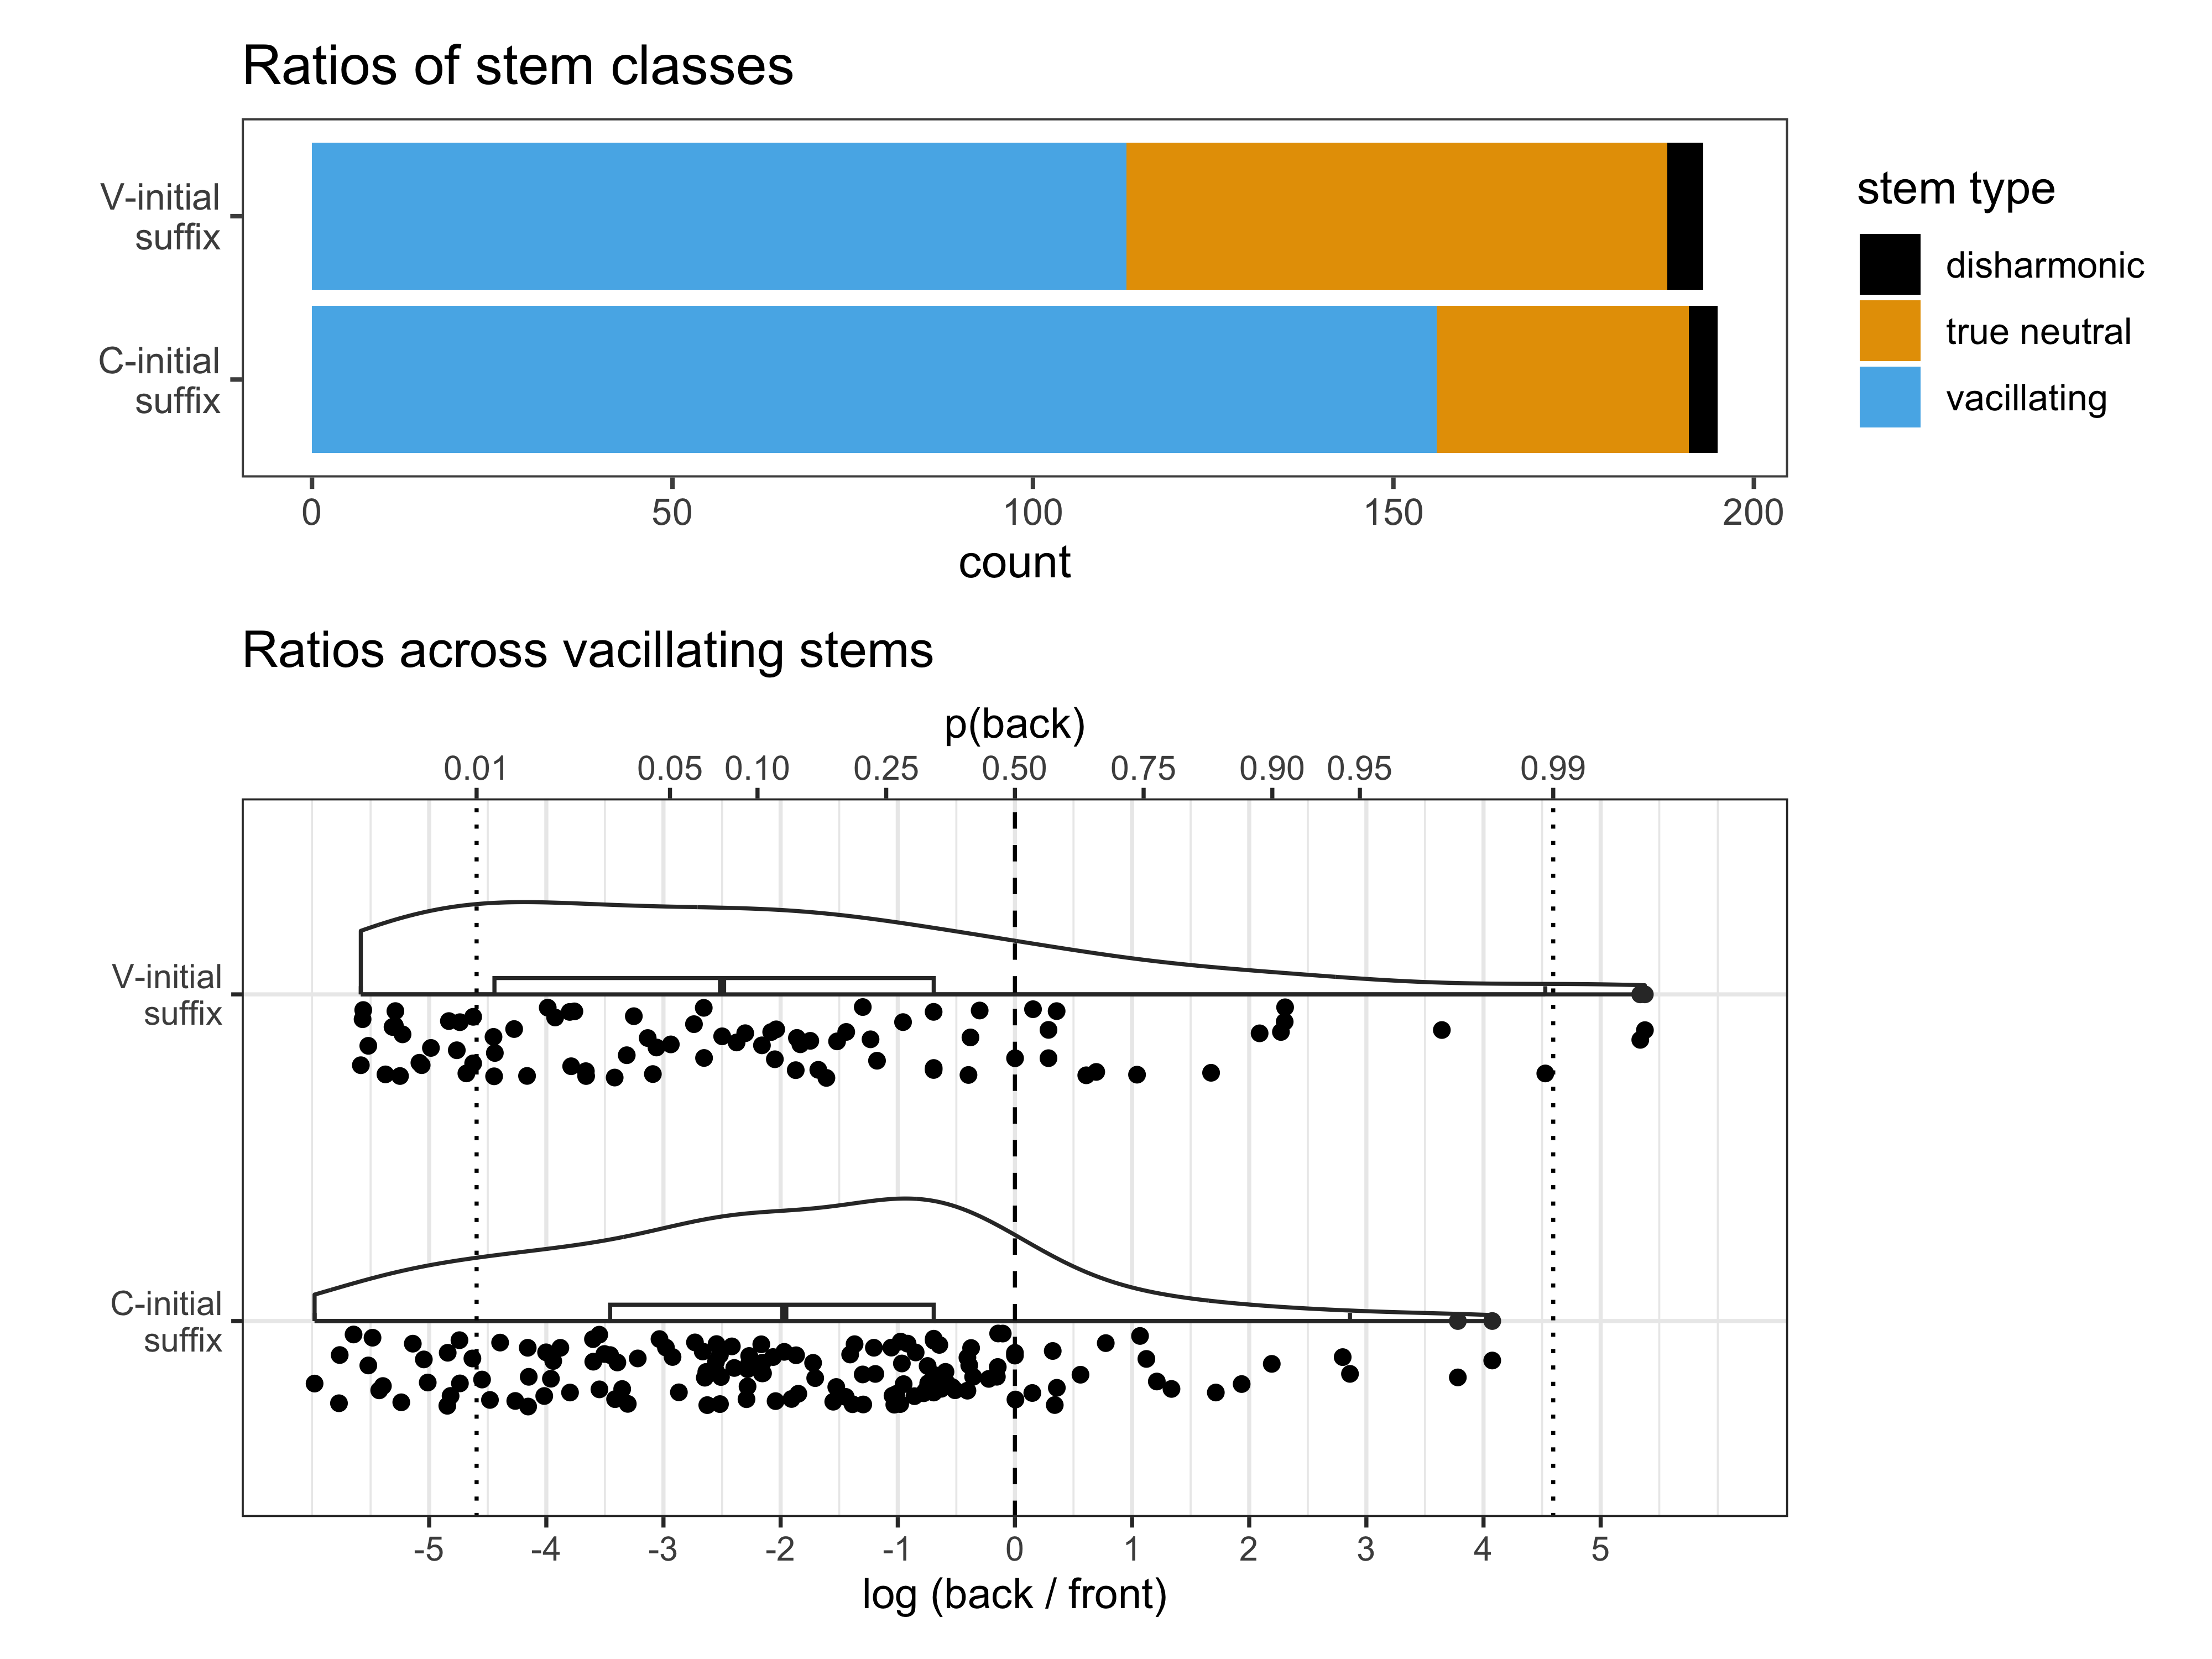 Ratios of stem classes
V-initial
suffix
C-initial
suffix
0 50 100 150 200
count
stem type
disharmonic
true neutral
vacillating
Ratios across vacillating stems
p(back)
0.01 0.05 0.10 0.25 0.50 0.75 0.90 0.95 0.99
V-initial
suffix
C-initial
suffix
-5 -4 -3 -2 -1 0 1 2 3 4 5
log (back / front)